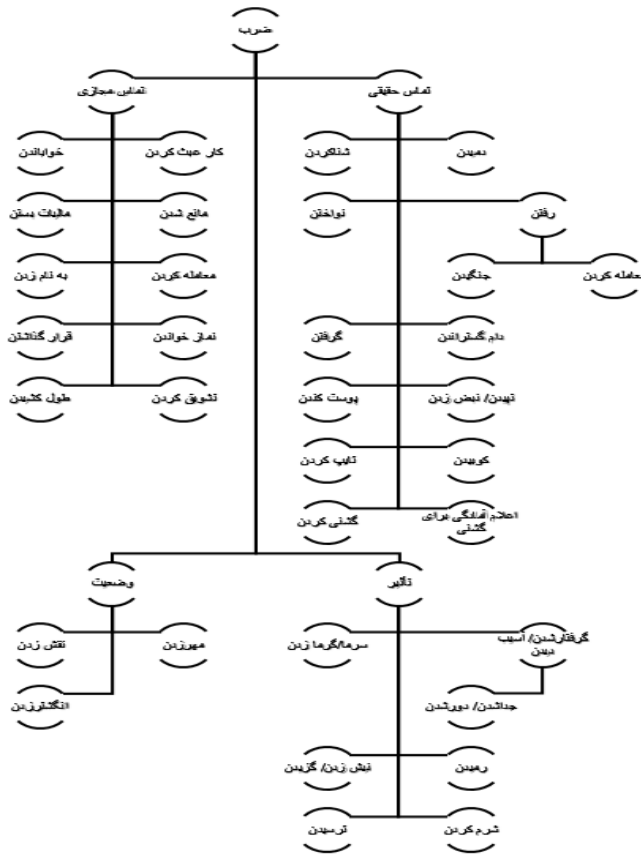 ضرب
تماس حقیقی
تماس مجازی
دمیدن
شناکردن
کار عبث کردن
خواباندن
رفتن
نواختن
مانع شدن
مالیات بستن
معامله کردن
جنگیدن
معامله کردن
به نام زدن
دام گستراندن
گرفتن
نماز خواندن
قرار گذاشتن
تپیدن/ نبض زدن
پوست کندن
تشویق کردن
طول کشیدن
کوبیدن
تایپ کردن
اعلام آمادگی برای
گشنی
گشنی کردن
تأثیر
وضعیت
گرفتارشدن/ آسیب
دیدن
سرما/گرما زدن
مهرزدن
نقش زدن
جداشدن/ دورشدن
انگشترزدن
رمیدن
نیش زدن/ گزیدن
شرم کردن
ترسیدن